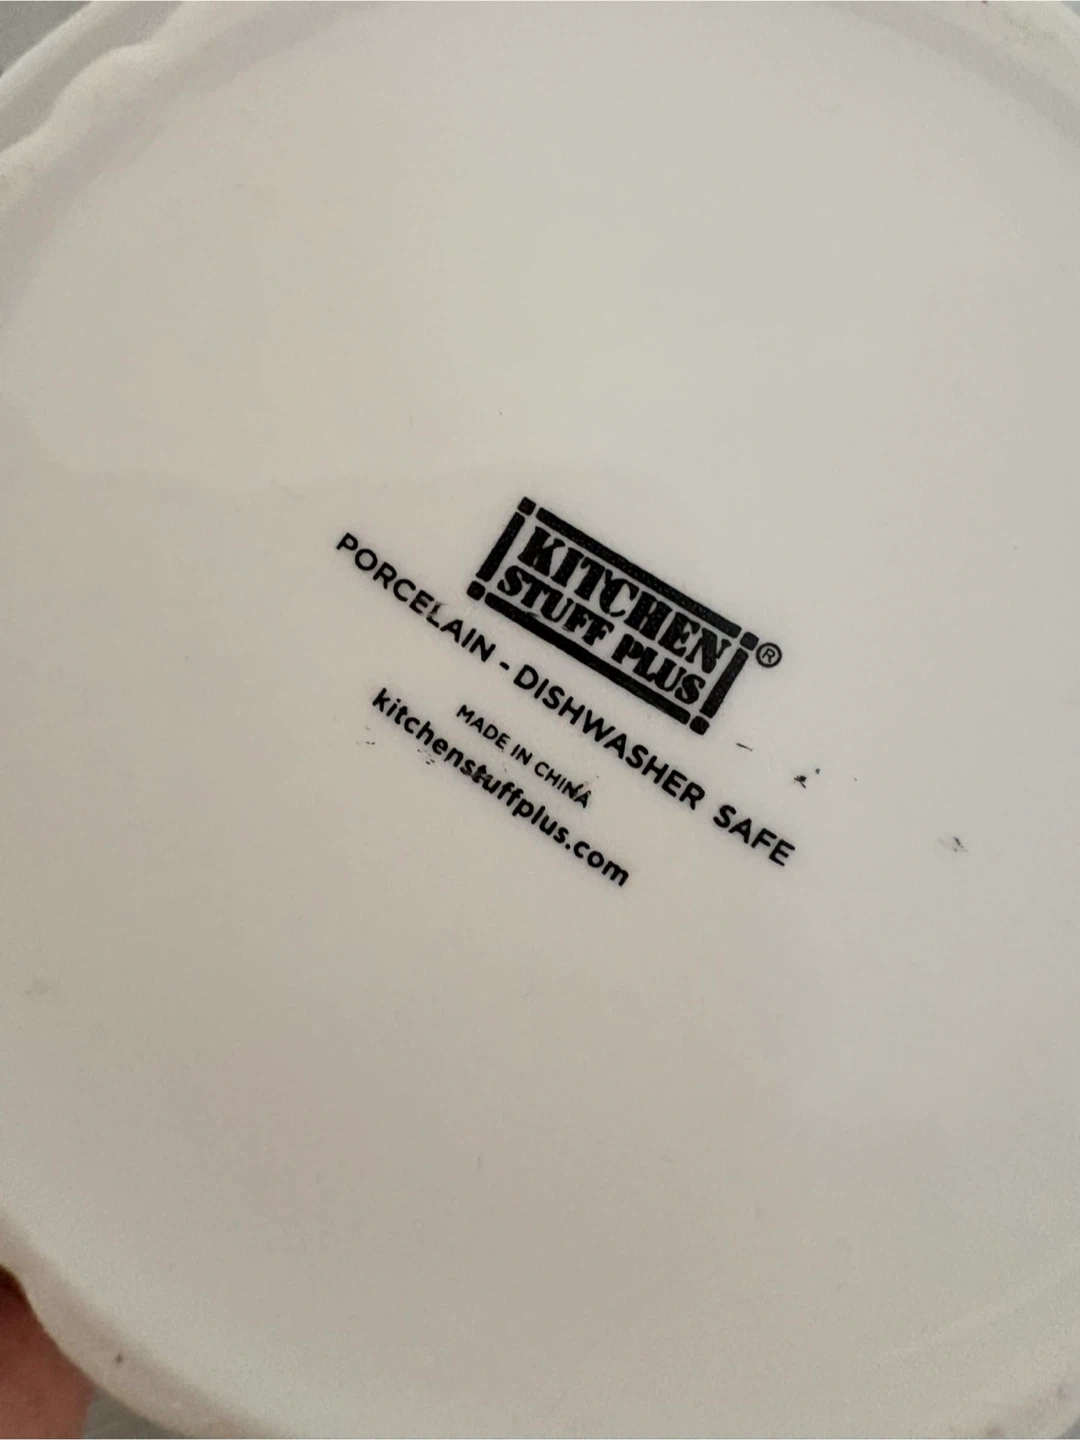 KITCHEN
STUFF PLUS®
PORCELAIN - DISHWASHER SAFE
MADE IN CHINA
kitchenstuffplus.com